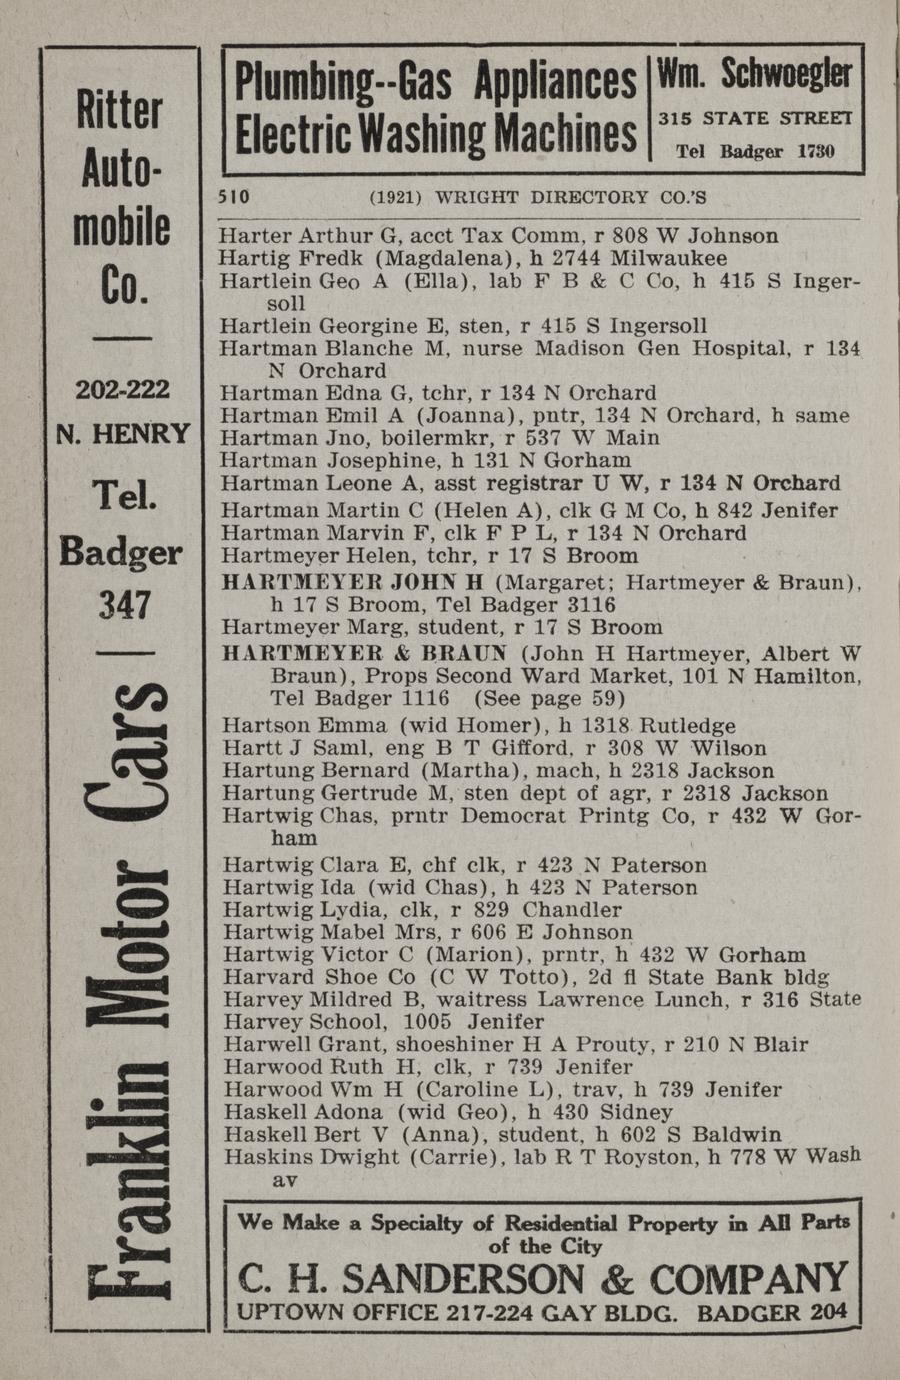 Ritter
Auto-
mobile
Co.
202-222
N. HENRY
Tel.
Badger
347
Franklin Motor Cars
Plumbing--Gas Appliances
Electric Washing Machines
Wm. Schwoegler
315 STATE STREET
Tel Badger 1730
510 (1921) WRIGHT DIRECTORY CO.'S
Harter Arthur G, acct Tax Comm, r 808 W Johnson
Hartig Fredk (Magdalena), h 2744 Milwaukee
Hartlein Geo A (Ella), lab F B & C Co, h 415 S Inger-
soll
Hartlein Georgine E, sten, r 415 S Ingersoll
Hartman Blanche M, nurse Madison Gen Hospital, r 134
N Orchard
Hartman Edna G, tchr, r 134 N Orchard
Hartman Emil A (Joanna), pntr, 134 N Orchard, h same
Hartman Jno, boilermkr, r 537 W Main
Hartman Josephine, h 131 N Gorham
Hartman Leone A, asst registrar U W, r 134 N Orchard
Hartman Martin C (Helen A), clk G M Co, h 842 Jenifer
Hartman Marvin F, clk F P L, r 134 N Orchard
Hartmeyer Helen, tchr, r 17 S Broom
HARTMEYER JOHN H (Margaret; Hartmeyer & Braun),
h 17 S Broom, Tel Badger 3116
Hartmeyer Marg, student, r 17 S Broom
HARTMEYER & BRAUN (John H Hartmeyer, Albert W
Braun), Props Second Ward Market, 101 N Hamilton,
Tel Badger 1116 (See page 59)
Hartson Emma (wid Homer), h 1318 Rutledge
Hartt J Saml, eng B T Gifford, r 308 W Wilson
Hartung Bernard (Martha), mach, h 2318 Jackson
Hartung Gertrude M, sten dept of agr, r 2318 Jackson
Hartwig Chas, prntr Democrat Printg Co, r 432 W Gor-
ham
Hartwig Clara E, chf clk, r 423 N Paterson
Hartwig Ida (wid Chas), h 423 N Paterson
Hartwig Lydia, clk, r 829 Chandler
Hartwig Mabel Mrs, r 606 E Johnson
Hartwig Victor C (Marion), prntr, h 432 W Gorham
Harvard Shoe Co (C W Totto), 2d fl State Bank bldg
Harvey Mildred B, waitress Lawrence Lunch, r 316 State
Harvey School, 1005 Jenifer
Harwell Grant, shoeshiner H A Prouty, r 210 N Blair
Harwood Ruth H, clk, r 739 Jenifer
Harwood Wm H (Caroline L), trav, h 739 Jenifer
Haskell Adona (wid Geo), h 430 Sidney
Haskell Bert V (Anna), student, h 602 S Baldwin
Haskins Dwight (Carrie), lab R T Royston, h 778 W Wash
av
We Make a Specialty of Residential Property in All Parts
of the City
C. H. SANDERSON & COMPANY
UPTOWN OFFICE 217-224 GAY BLDG. BADGER 204